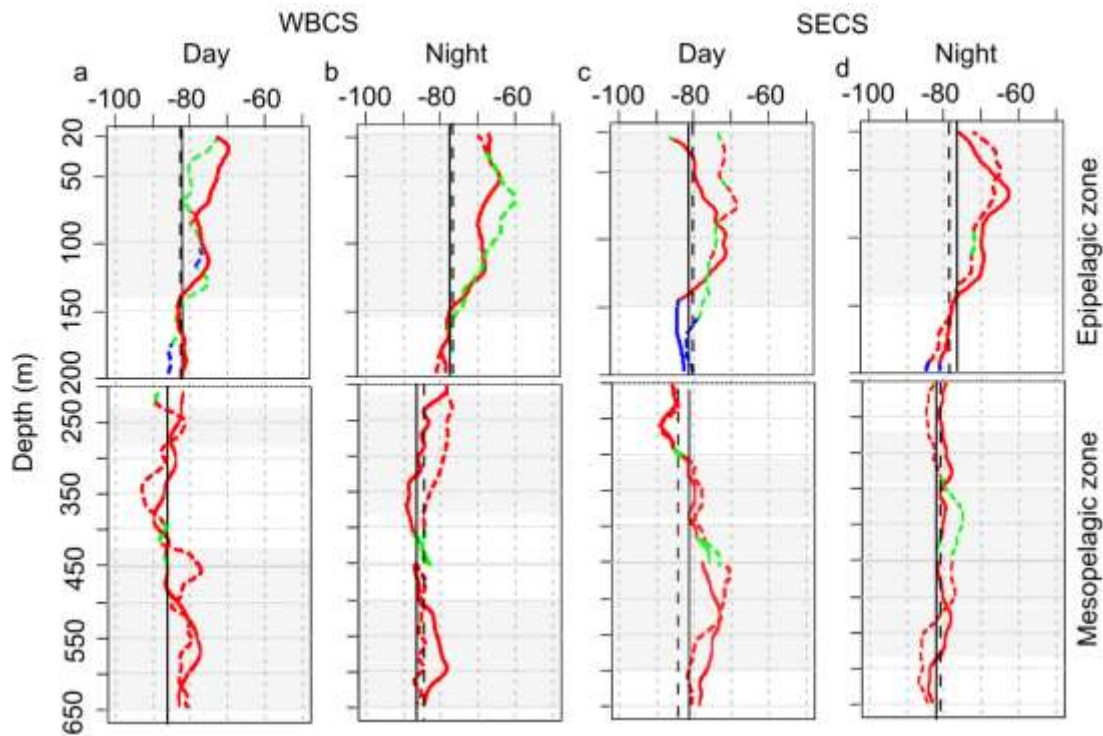 WBCS SECS
Day Night Day Night
a b c d
-100 -80 -60 -100 -80 -60 -100 -80 -60 -100 -80 -60
20
50
100
150
200
Epipelagic zone
Depth (m)
250
350
450
550
650
Mesopelagic zone